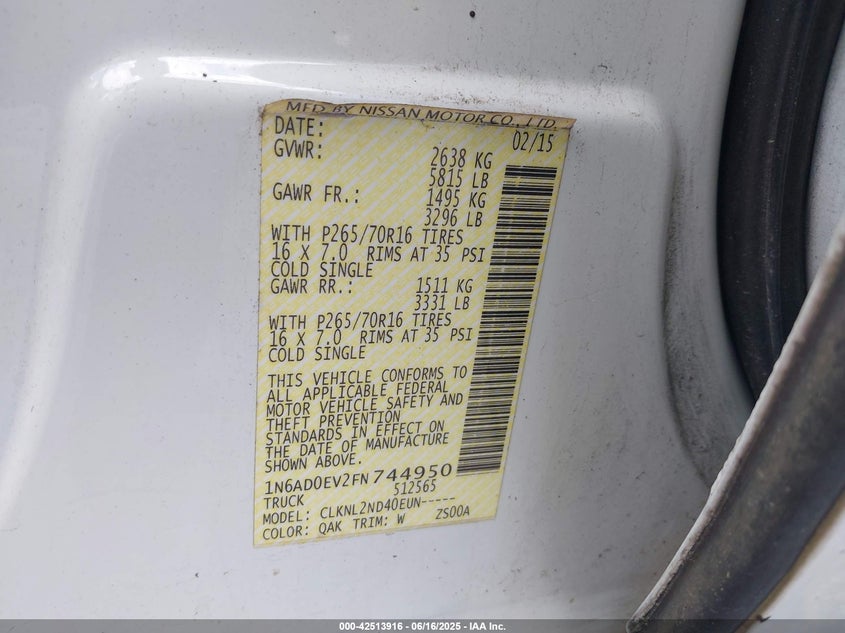 MFD BY NISSAN MOTOR CO., LTD.
DATE: 02/15
GVWR: 2638 KG
5815 LB
GAWR FR.: 1495 KG
3296 LB
WITH P265/70R16 TIRES
16 X 7.0 RIMS AT 35 PSI
COLD SINGLE
GAWR RR.: 1511 KG
3331 LB
WITH P265/70R16 TIRES
16 X 7.0 RIMS AT 35 PSI
COLD SINGLE
THIS VEHICLE CONFORMS TO
ALL APPLICABLE FEDERAL
MOTOR VEHICLE SAFETY AND
THEFT PREVENTION
STANDARDS IN EFFECT ON
THE DATE OF MANUFACTURE
SHOWN ABOVE.
1N6AD0EV2FN744950
TRUCK 512565
MODEL: CLKNL2ND40EUN-----
COLOR: QAK TRIM: W ZS00A
000-42513916 - 06/16/2025 - IAA Inc.